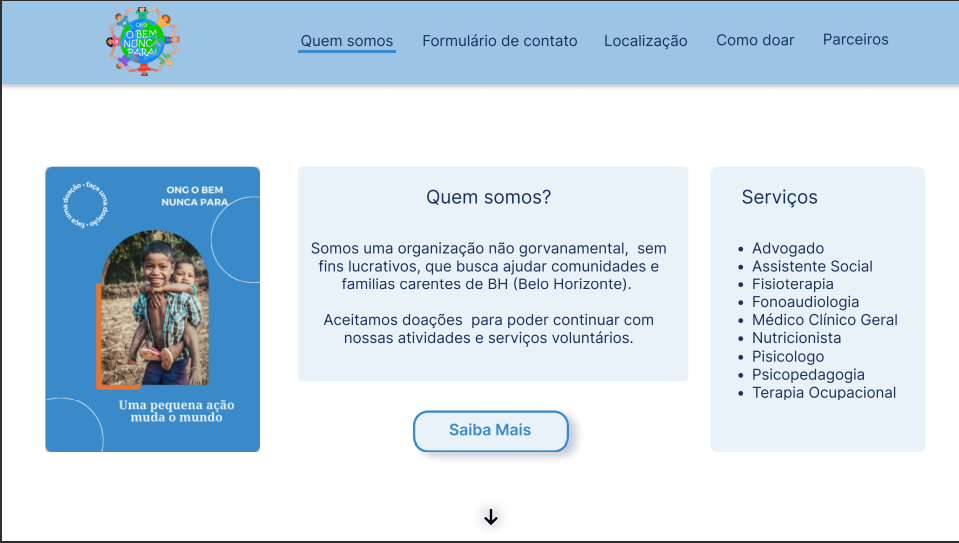 ONG
O BEM
NUNCA
PARA!
Quem somos
Formulário de contato
Localização
Como doar
Parceiros
faça uma doação • faça uma doação •
ONG O BEM
NUNCA PARA
Uma pequena ação
muda o mundo
Quem somos?
Somos uma organização não gorvanamental, sem
fins lucrativos, que busca ajudar comunidades e
familias carentes de BH (Belo Horizonte).
Aceitamos doações para poder continuar com
nossas atividades e serviços voluntários.
Saiba Mais
Serviços
• Advogado
• Assistente Social
• Fisioterapia
• Fonoaudiologia
• Médico Clínico Geral
• Nutricionista
• Pisicologo
• Psicopedagogia
• Terapia Ocupacional